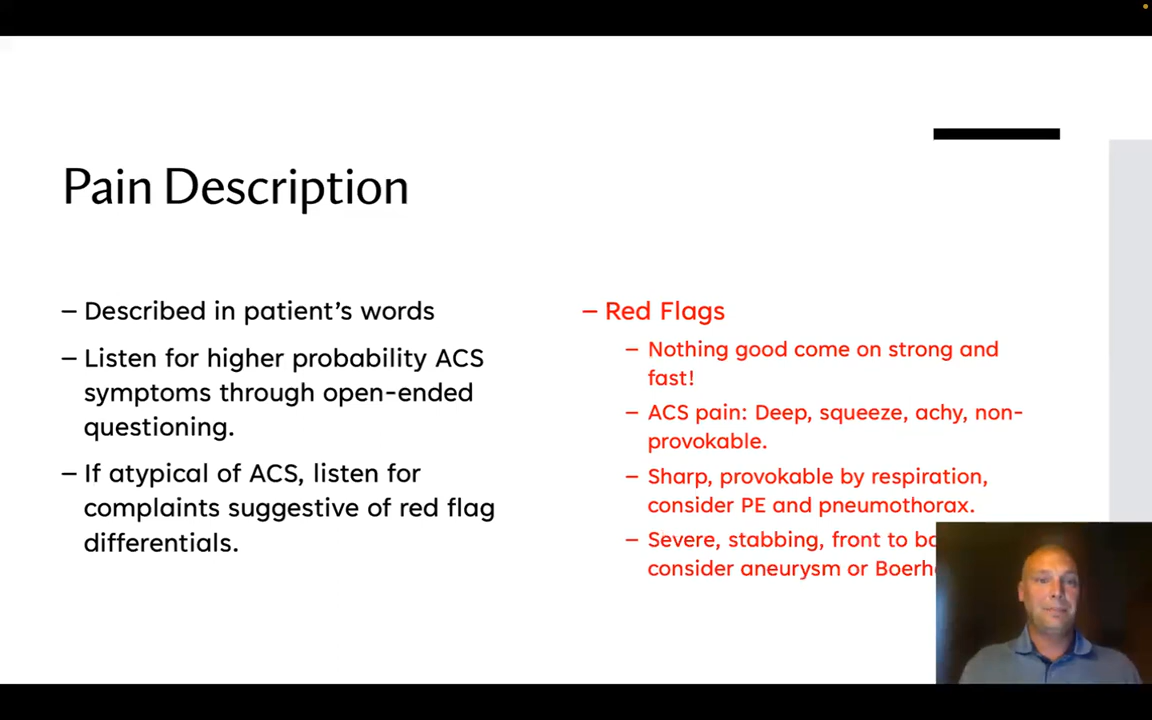 Pain Description
– Described in patient's words
– Listen for higher probability ACS
symptoms through open-ended
questioning.
– If atypical of ACS, listen for
complaints suggestive of red flag
differentials.
– Red Flags
– Nothing good come on strong and
fast!
– ACS pain: Deep, squeeze, achy, non-
provokable.
– Sharp, provokable by respiration,
consider PE and pneumothorax.
– Severe, stabbing, front to
consider aneurysm or